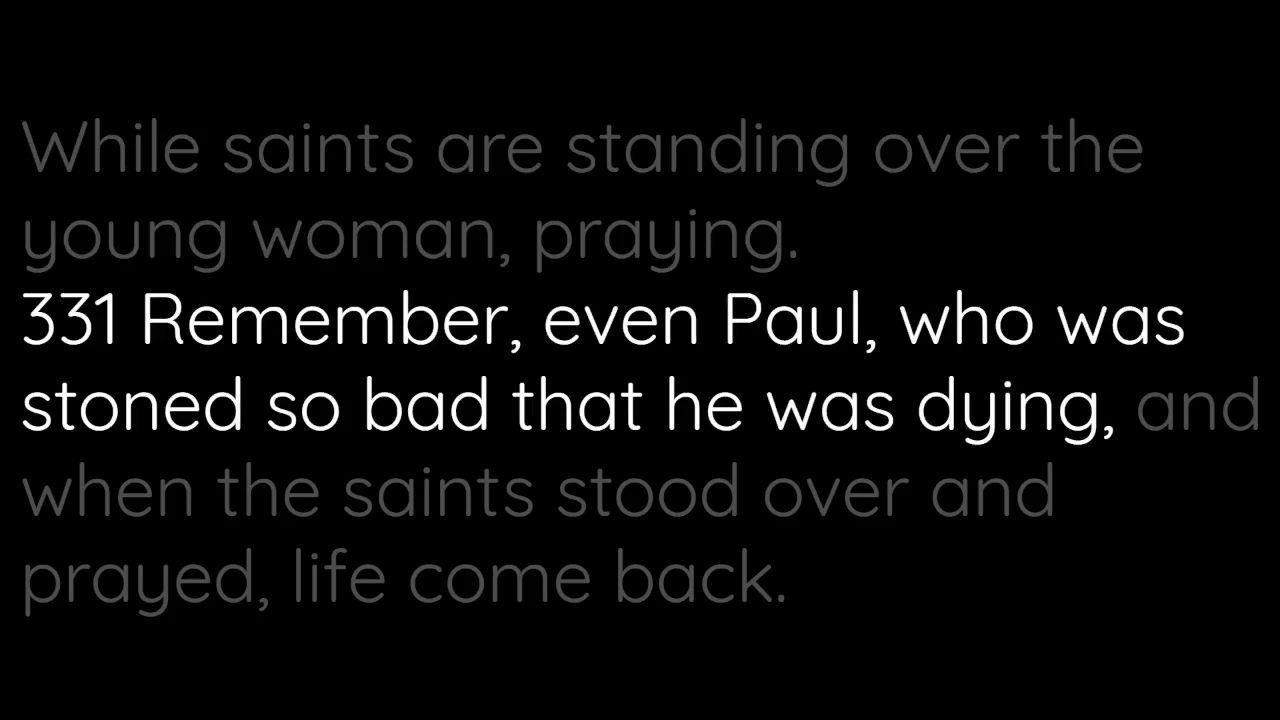 While saints are standing over the
young woman, praying.
331 Remember, even Paul, who was
stoned so bad that he was dying, and
when the saints stood over and
prayed, life come back.